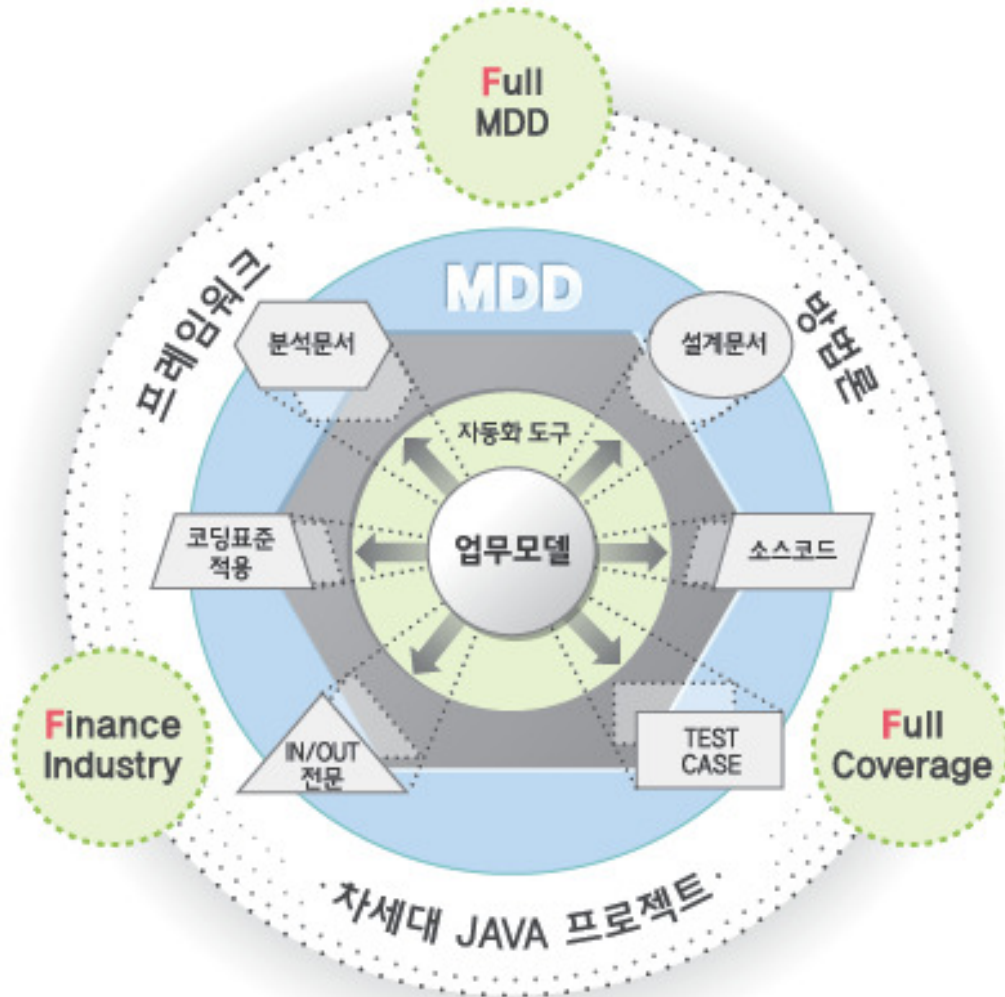 Full
MDD
·프레임워크·
·방법론·
MDD
분석문서
설계문서
자동화 도구
업무모델
코딩표준
적용
소스코드
Finance
Industry
IN/OUT
전문
TEST
CASE
Full
Coverage
·차세대 JAVA 프로젝트·